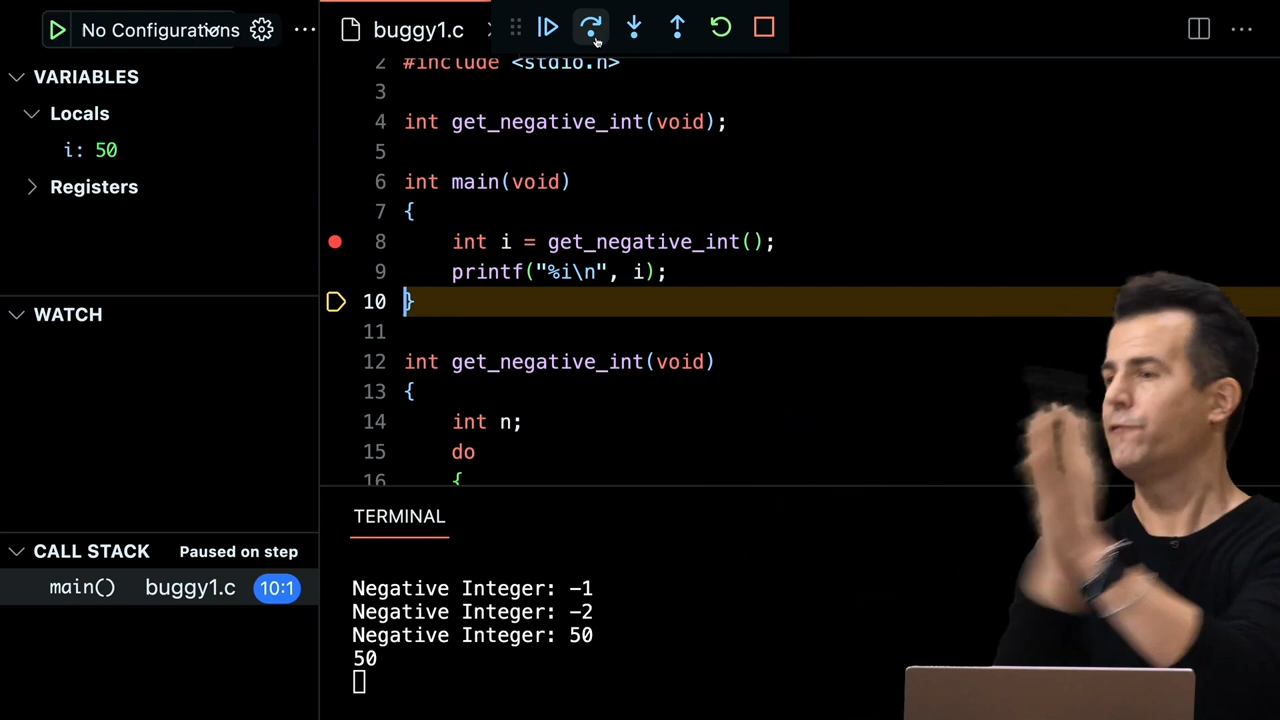 No Configurations
buggy1.c
VARIABLES
Locals
i: 50
Registers
WATCH
CALL STACK Paused on step
main() buggy1.c 10:1
2 #include <stdio.h>
3
4 int get_negative_int(void);
5
6 int main(void)
7 {
8 int i = get_negative_int();
9 printf("%i\n", i);
10 }
11
12 int get_negative_int(void)
13 {
14 int n;
15 do
16 {
TERMINAL
Negative Integer: -1
Negative Integer: -2
Negative Integer: 50
50